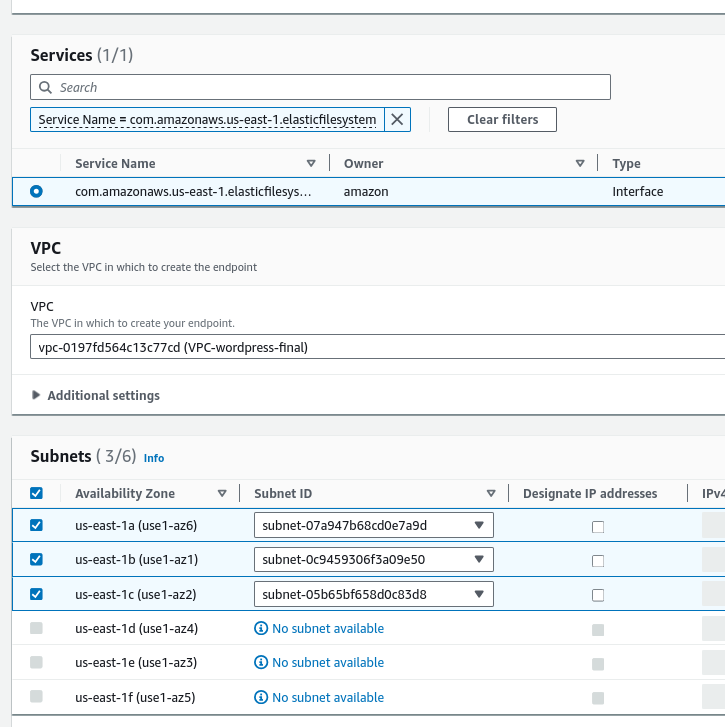 Services (1/1)
Search
Service Name = com.amazonaws.us-east-1.elasticfilesystem
Clear filters
Service Name Owner Type
com.amazonaws.us-east-1.elasticfilesys... amazon Interface
VPC
Select the VPC in which to create the endpoint
VPC
The VPC in which to create your endpoint.
vpc-0197fd564c13c77cd (VPC-wordpress-final)
Additional settings
Subnets ( 3/6) Info
Availability Zone Subnet ID Designate IP addresses IPv4
us-east-1a (use1-az6) subnet-07a947b68cd0e7a9d
us-east-1b (use1-az1) subnet-0c9459306f3a09e50
us-east-1c (use1-az2) subnet-05b65bf658d0c83d8
us-east-1d (use1-az4) No subnet available
us-east-1e (use1-az3) No subnet available
us-east-1f (use1-az5) No subnet available